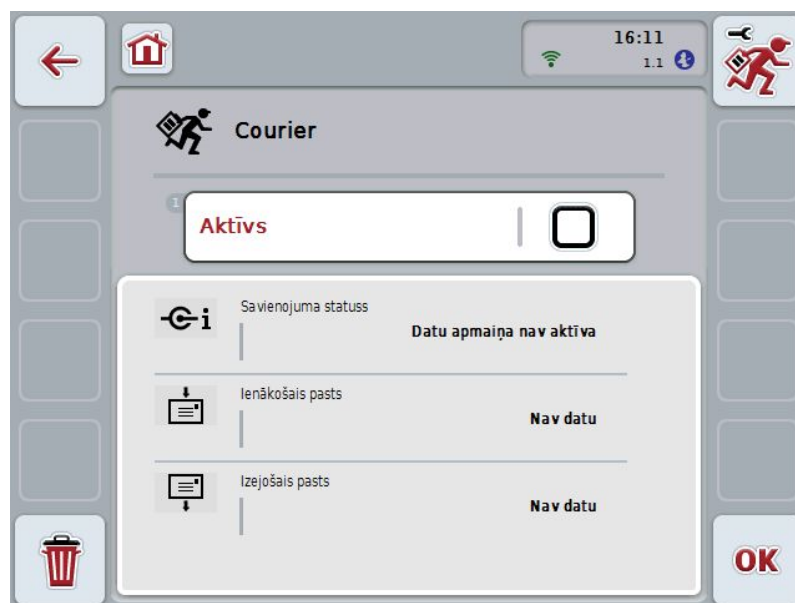 16:11
1.1
Courier
1
Aktīvs
Savienojuma statuss
Datu apmaiņa nav aktīva
Ienākošais pasts
Nav datu
Izejošais pasts
Nav datu
OK